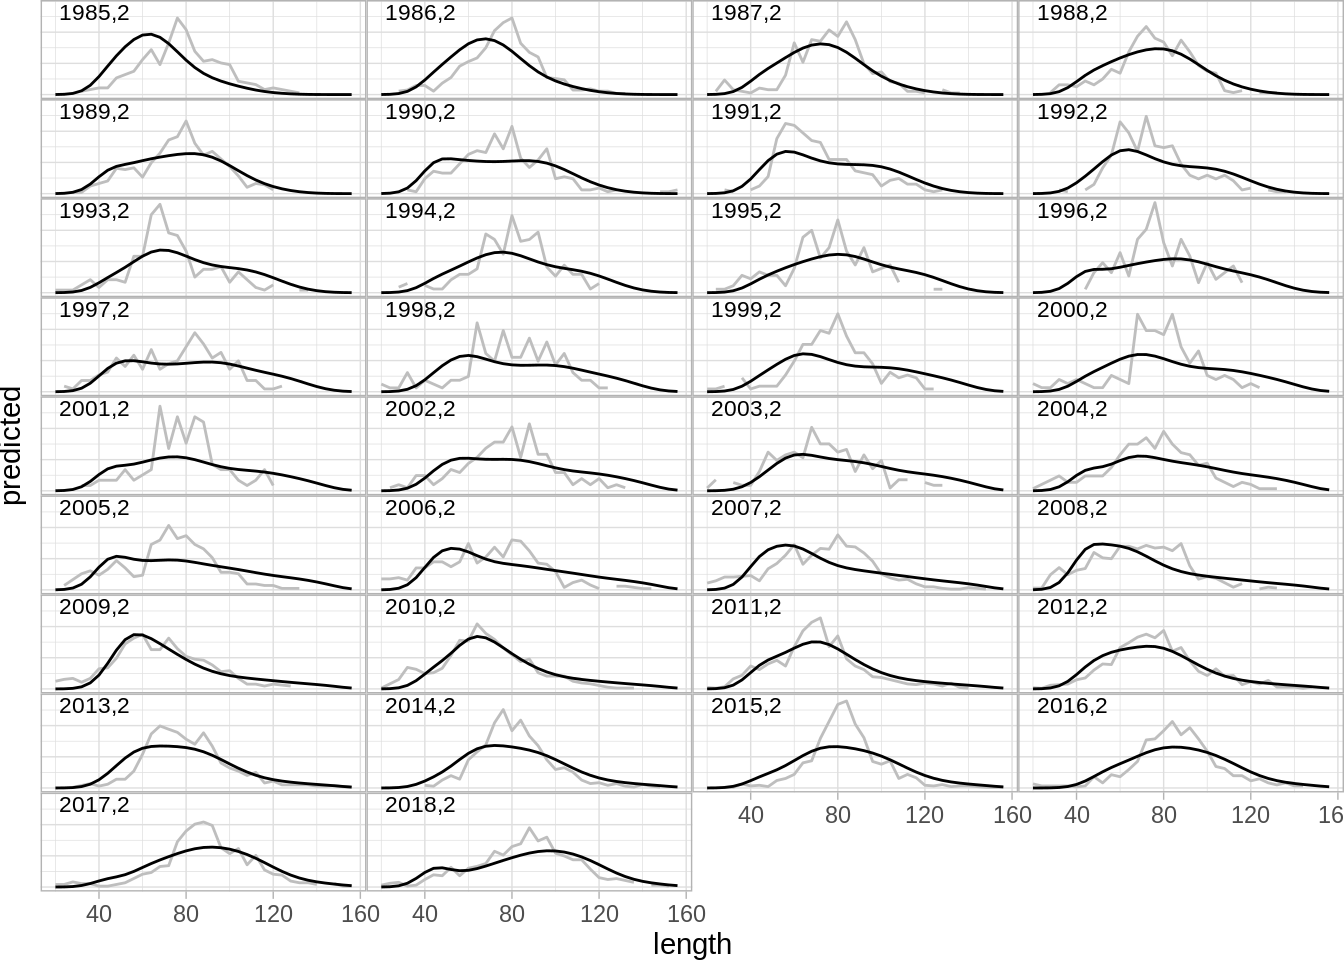 1985,2 1986,2 1987,2 1988,2
1989,2 1990,2 1991,2 1992,2
1993,2 1994,2 1995,2 1996,2
1997,2 1998,2 1999,2 2000,2
2001,2 2002,2 2003,2 2004,2
predicted
2005,2 2006,2 2007,2 2008,2
2009,2 2010,2 2011,2 2012,2
2013,2 2014,2 2015,2 2016,2
2017,2 2018,2
40 80 120 160 40 80 120 16
40 80 120 160 40 80 120 160
length